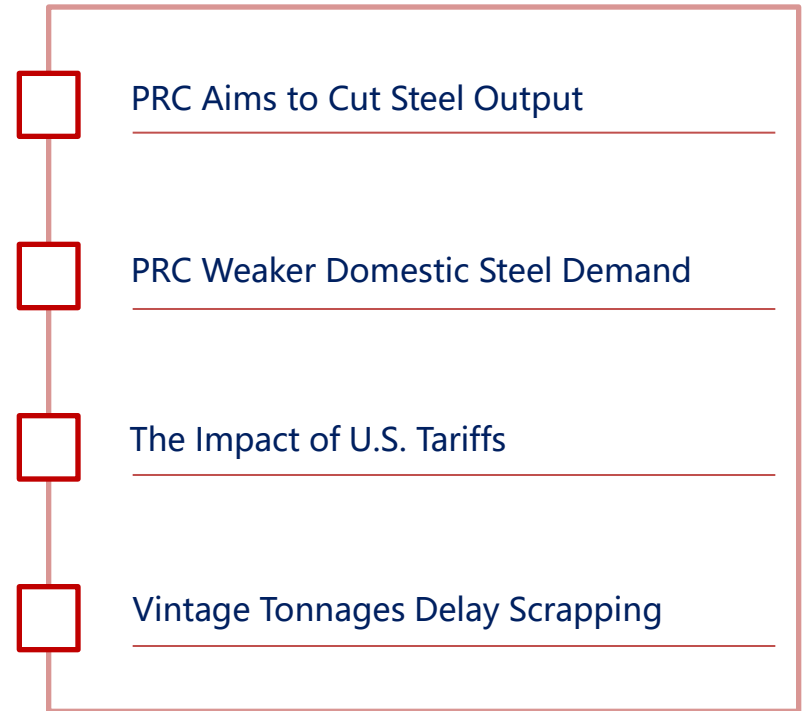 PRC Aims to Cut Steel Output
PRC Weaker Domestic Steel Demand
The Impact of U.S. Tariffs
Vintage Tonnages Delay Scrapping